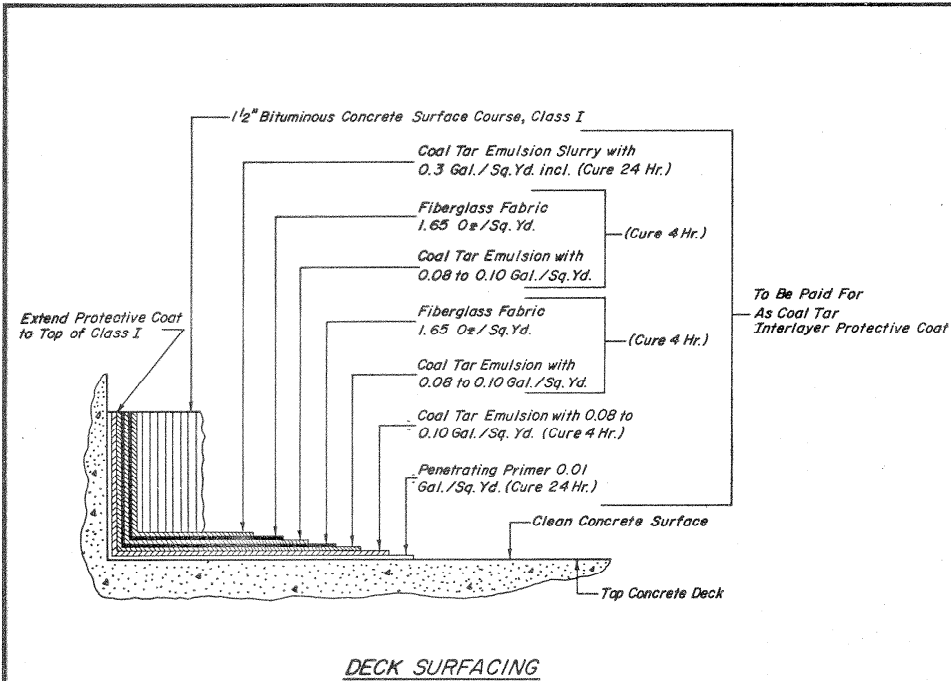 1 1/2" Bituminous Concrete Surface Course, Class I
Coal Tar Emulsion Slurry with
0.3 Gal./Sq.Yd. incl. (Cure 24 Hr.)
Fiberglass Fabric
1.65 Oz/Sq. Yd.
(Cure 4 Hr.)
Coal Tar Emulsion with
0.08 to 0.10 Gal./Sq.Yd.
To Be Paid For
As Coal Tar
Interlayer Protective Coat
Extend Protective Coat
to Top of Class I
Fiberglass Fabric
1.65 Oz/Sq. Yd.
(Cure 4 Hr.)
Coal Tar Emulsion with
0.08 to 0.10 Gal./Sq.Yd.
Coal Tar Emulsion with 0.08 to
0.10 Gal./Sq. Yd. (Cure 4 Hr.)
Penetrating Primer 0.01
Gal./Sq.Yd. (Cure 24 Hr.)
Clean Concrete Surface
Top Concrete Deck
DECK SURFACING